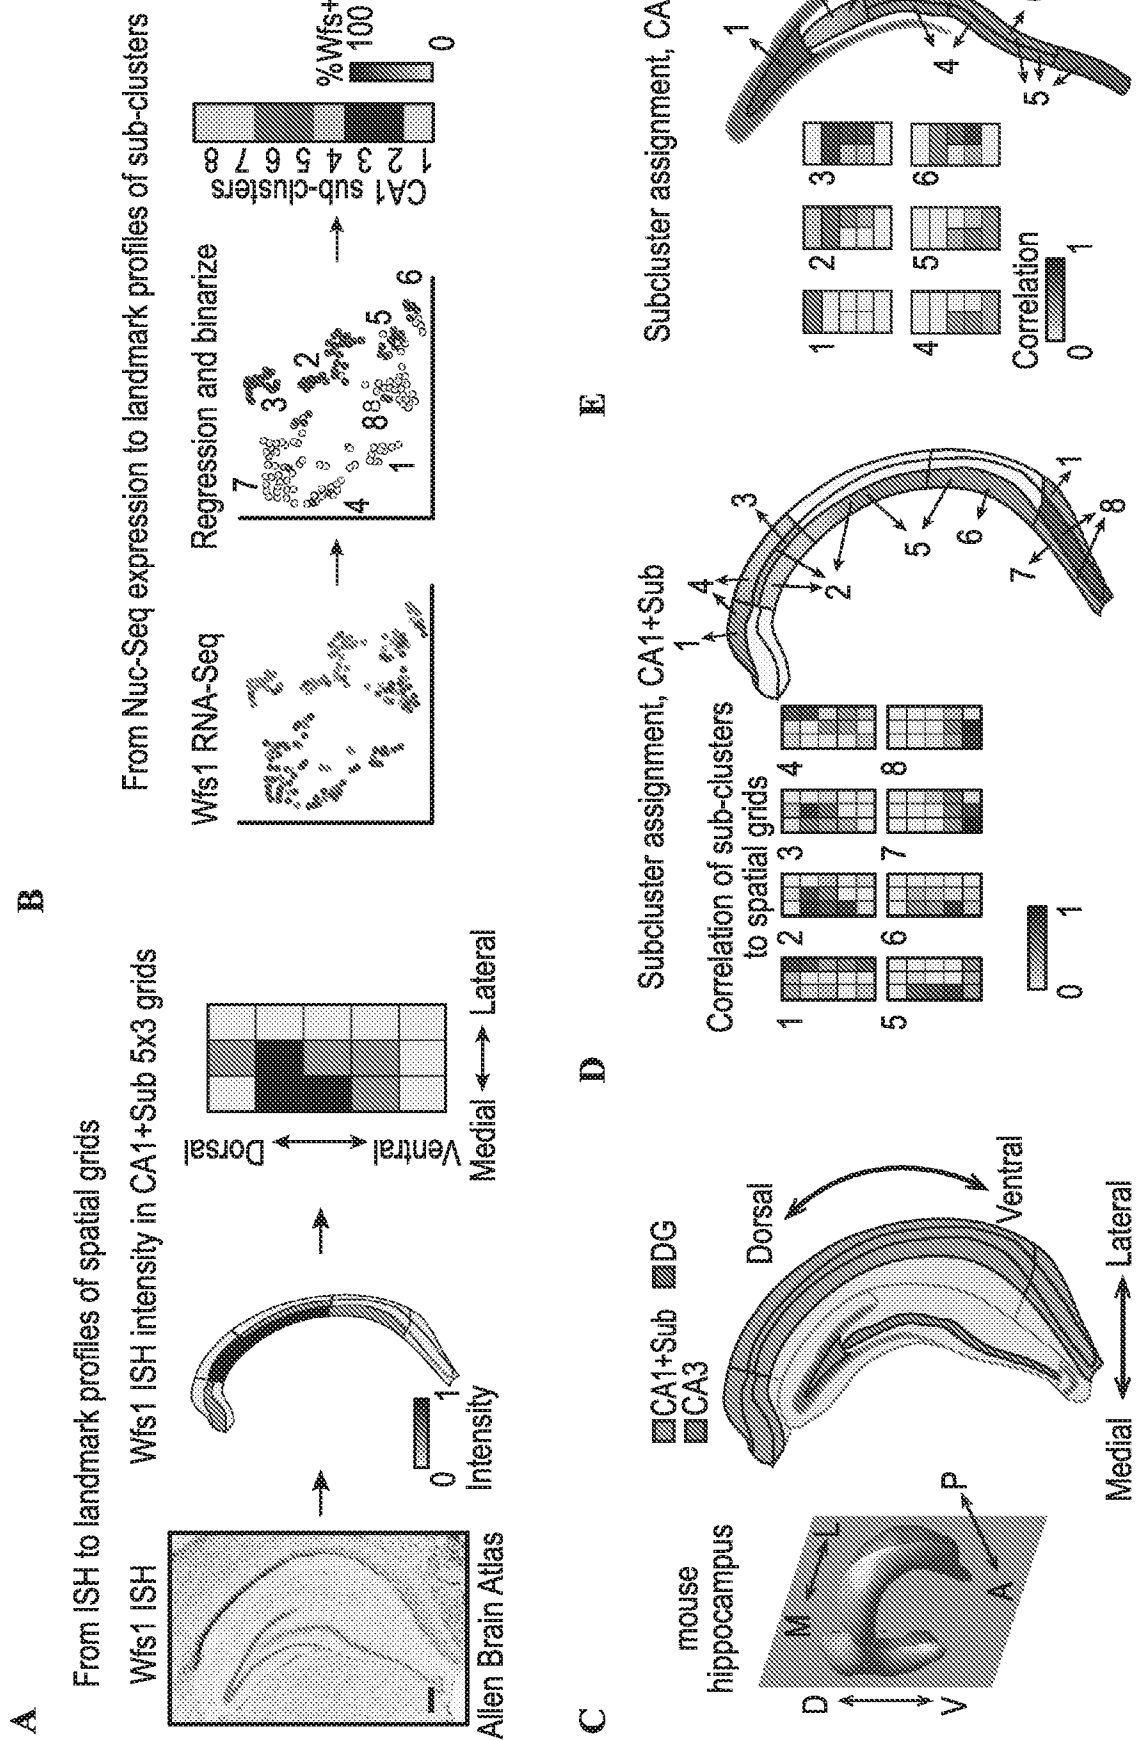 A
From ISH to landmark profiles of spatial grids
Wfs1 ISH
Wfs1 ISH intensity in CA1+Sub 5x3 grids
Allen Brain Atlas
0
1
Intensity
Dorsal
Ventral
Medial
Lateral
B
From Nuc-Seq expression to landmark profiles of sub-clusters
Wfs1 RNA-Seq
Regression and binarize
7
3
2
5
6
8
1
4
CA1 sub-clusters
8
7
6
5
4
3
2
1
%Wfs+
100
0
C
mouse
hippocampus
D
V
M
L
A
P
CA1+Sub
DG
CA3
Dorsal
Ventral
Medial
Lateral
D
Subcluster assignment, CA1+Sub
Correlation of sub-clusters
to spatial grids
1
2
3
4
5
6
7
8
0
1
1
4
3
2
5
6
7
1
8
E
Subcluster assignment, CA
1
2
3
4
5
6
Correlation
0
1
1
4
5